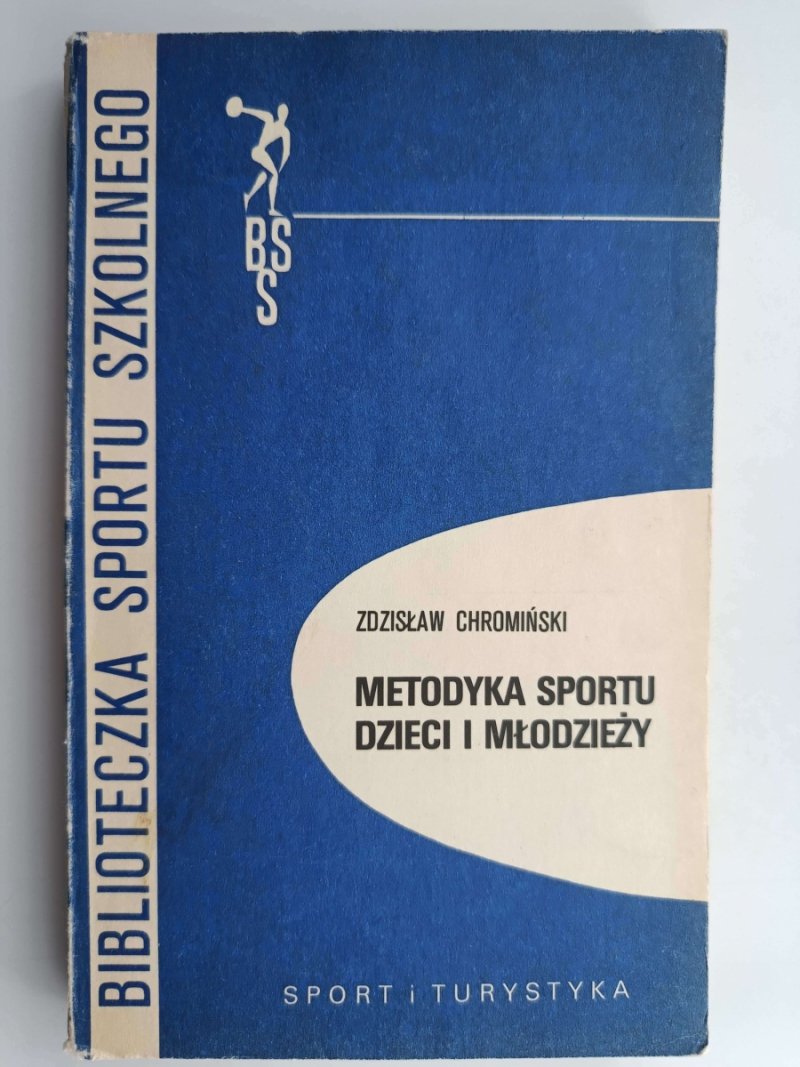 BIBLIOTECZKA SPORTU SZKOLNEGO
BSS
S
ZDZISŁAW CHROMIŃSKI
METODYKA SPORTU
DZIECI I MŁODZIEŻY
SPORT i TURYSTYKA